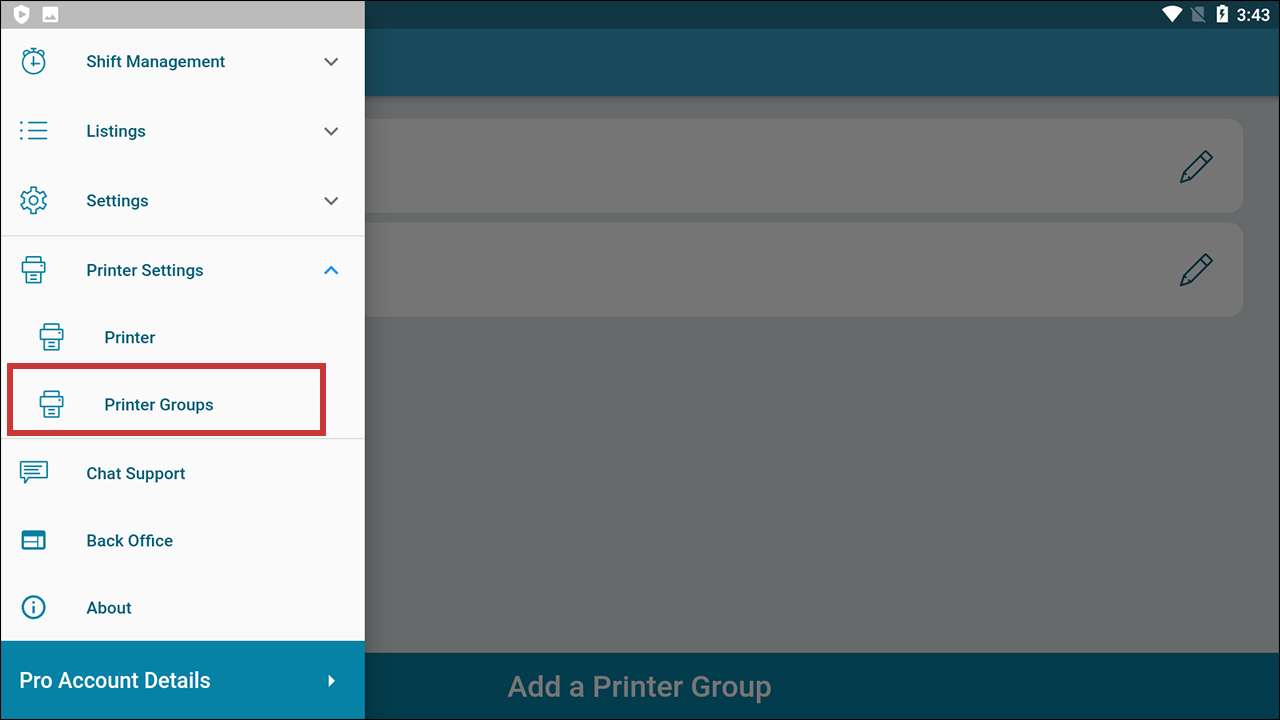 3:43
Shift Management
Listings
Settings
Printer Settings
Printer
Printer Groups
Chat Support
Back Office
About
Pro Account Details
Add a Printer Group